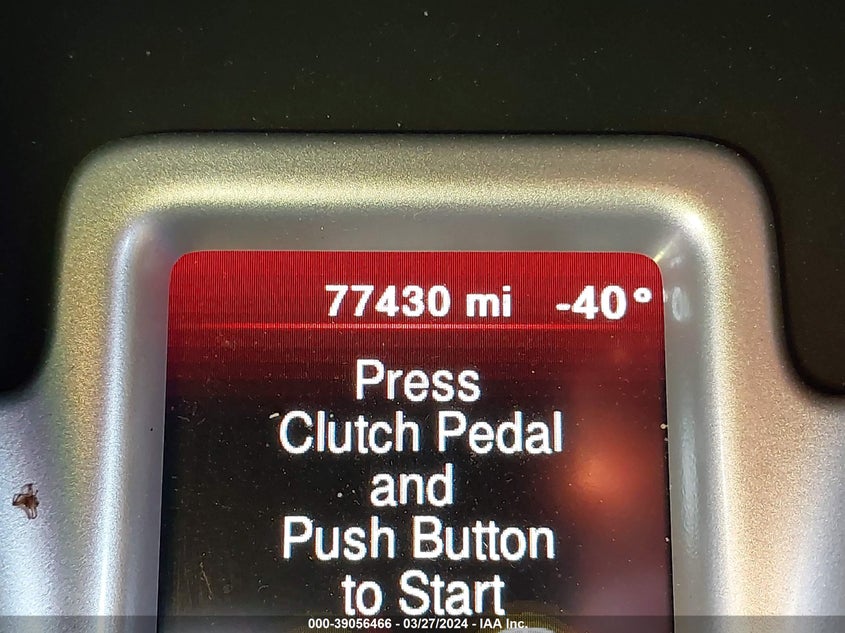 77430 mi -40°
Press
Clutch Pedal
and
Push Button
to Start
000-39056466 - 03/27/2024 - IAA Inc.